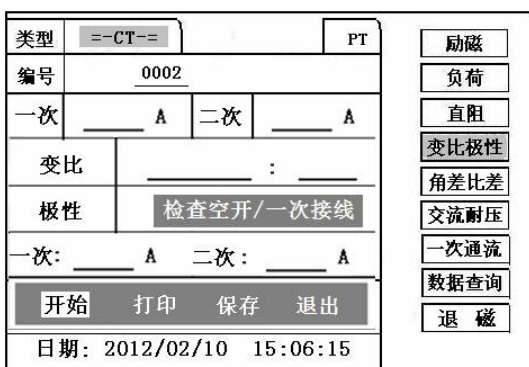 类型 =-CT-= PT
编号 0002
一次 A 二次 A
变比 :
极性 检查空开/一次接线
一次: A 二次: A
开始 打印 保存 退出
日期: 2012/02/10 15:06:15
励磁
负荷
直阻
变比极性
角差比差
交流耐压
一次通流
数据查询
退 磁